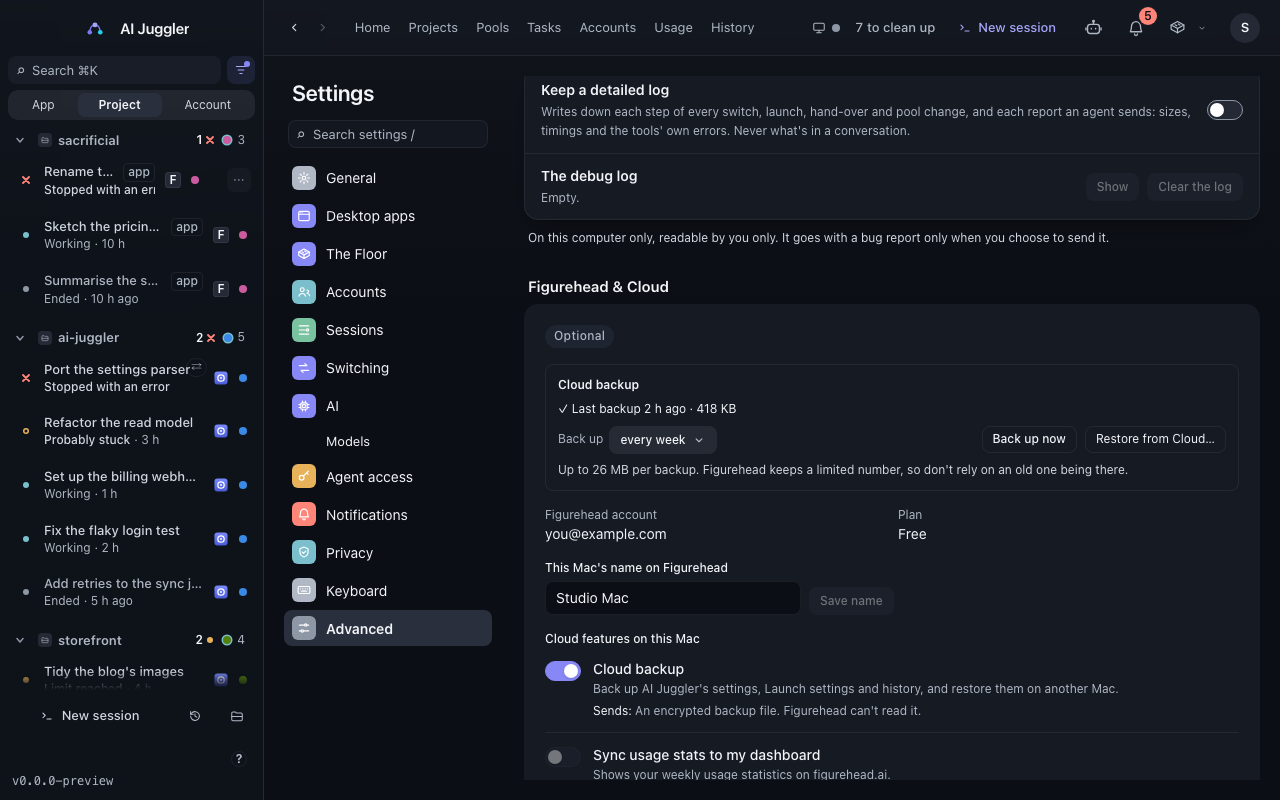 AI Juggler
Home
Projects
Pools
Tasks
Accounts
Usage
History
7 to clean up
New session
5
S
Search ⌘K
App
Project
Account
sacrificial
1
3
Rename t...
app
F
Stopped with an
Sketch the pricin...
app
F
Working · 10 h
Summarise the s...
app
F
Ended · 10 h ago
ai-juggler
2
5
Port the settings parser
Stopped with an error
Refactor the read model
Probably stuck · 3 h
Set up the billing webh...
Working · 1 h
Fix the flaky login test
Working · 2 h
Add retries to the sync j...
Ended · 5 h ago
storefront
2
4
Tidy the blog's images
New session
?
v0.0.0-preview
Settings
Search settings /
General
Desktop apps
The Floor
Accounts
Sessions
Switching
AI
Models
Agent access
Notifications
Privacy
Keyboard
Advanced
Keep a detailed log
Writes down each step of every switch, launch, hand-over and pool change, and each report an agent sends: sizes,
timings and the tools' own errors. Never what's in a conversation.
The debug log
Empty.
Show
Clear the log
On this computer only, readable by you only. It goes with a bug report only when you choose to send it.
Figurehead & Cloud
Optional
Cloud backup
✓ Last backup 2 h ago · 418 KB
Back up
every week
Back up now
Restore from Cloud...
Up to 26 MB per backup. Figurehead keeps a limited number, so don't rely on an old one being there.
Figurehead account
Plan
you@example.com
Free
This Mac's name on Figurehead
Studio Mac
Save name
Cloud features on this Mac
Cloud backup
Back up AI Juggler's settings, Launch settings and history, and restore them on another Mac.
Sends: An encrypted backup file. Figurehead can't read it.
Sync usage stats to my dashboard
Shows your weekly usage statistics on figurehead.ai.